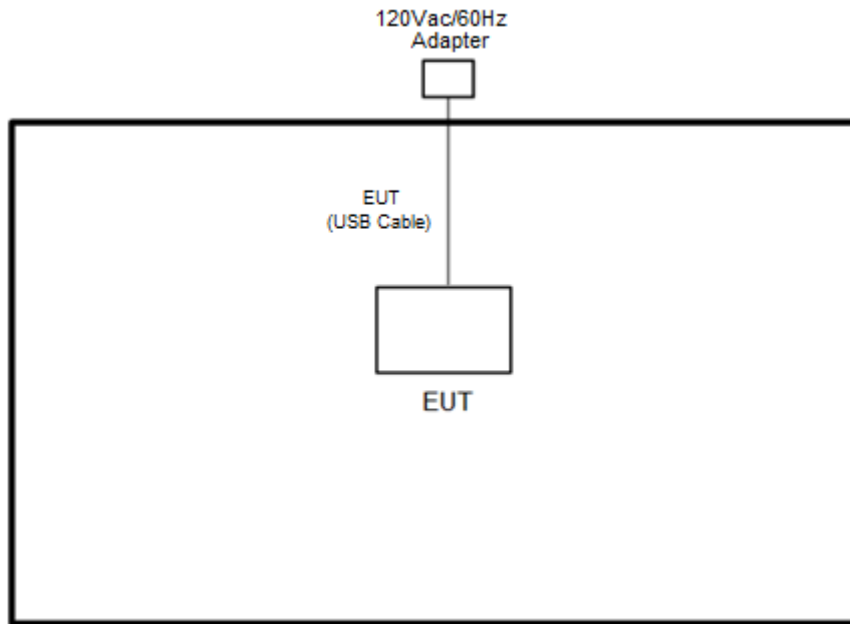 120Vac/60Hz
Adapter
EUT
(USB Cable)
EUT